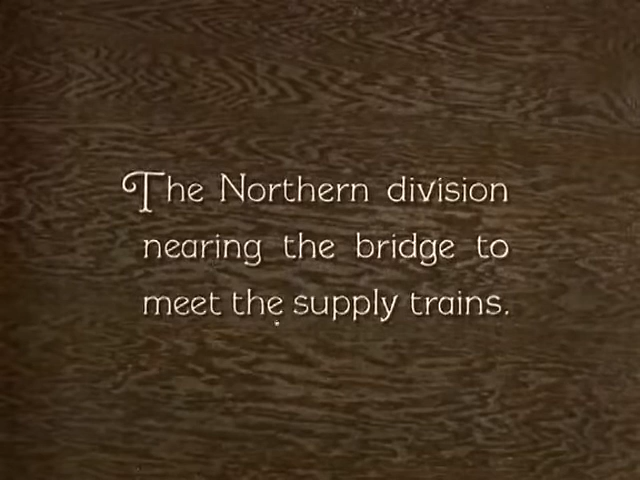 The Northern division
nearing the bridge to
meet the supply trains.